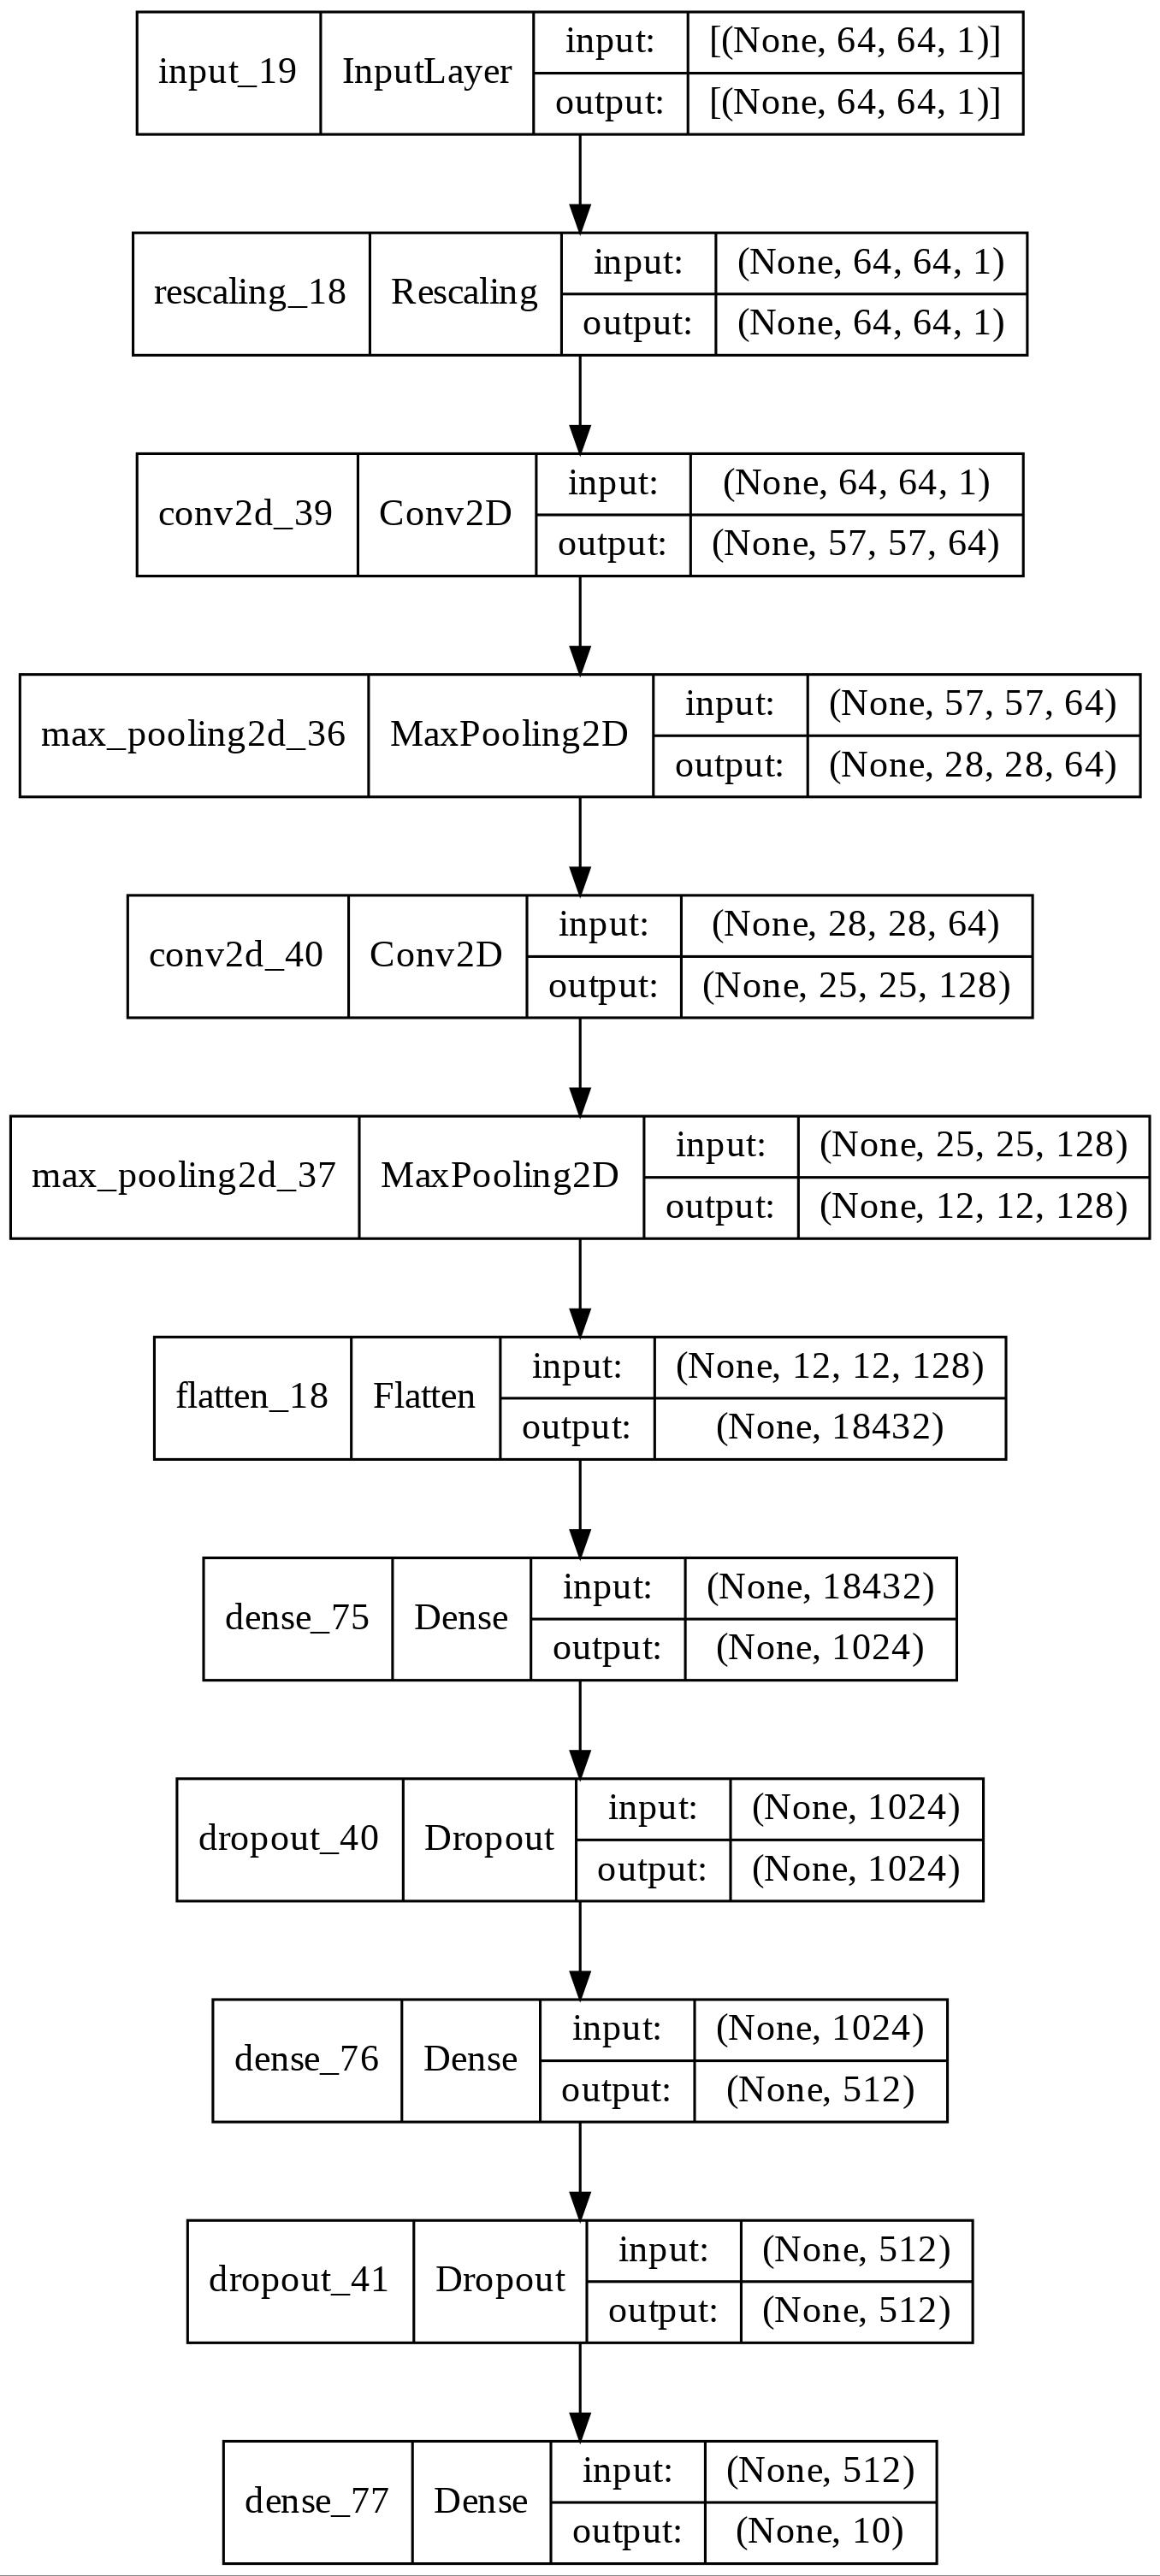 input_19 InputLayer input: [(None, 64, 64, 1)]
output: [(None, 64, 64, 1)]
rescaling_18 Rescaling input: (None, 64, 64, 1)
output: (None, 64, 64, 1)
conv2d_39 Conv2D input: (None, 64, 64, 1)
output: (None, 57, 57, 64)
max_pooling2d_36 MaxPooling2D input: (None, 57, 57, 64)
output: (None, 28, 28, 64)
conv2d_40 Conv2D input: (None, 28, 28, 64)
output: (None, 25, 25, 128)
max_pooling2d_37 MaxPooling2D input: (None, 25, 25, 128)
output: (None, 12, 12, 128)
flatten_18 Flatten input: (None, 12, 12, 128)
output: (None, 18432)
dense_75 Dense input: (None, 18432)
output: (None, 1024)
dropout_40 Dropout input: (None, 1024)
output: (None, 1024)
dense_76 Dense input: (None, 1024)
output: (None, 512)
dropout_41 Dropout input: (None, 512)
output: (None, 512)
dense_77 Dense input: (None, 512)
output: (None, 10)